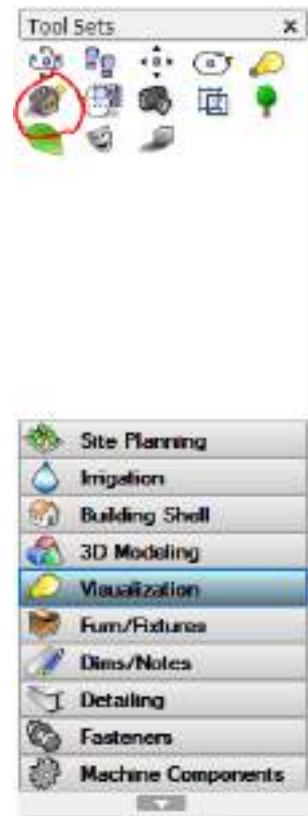 Tool Sets
Site Planning
Irrigation
Building Shell
3D Modeling
Visualization
Furn/Fixtures
Dims/Notes
Detailing
Fasteners
Machine Components